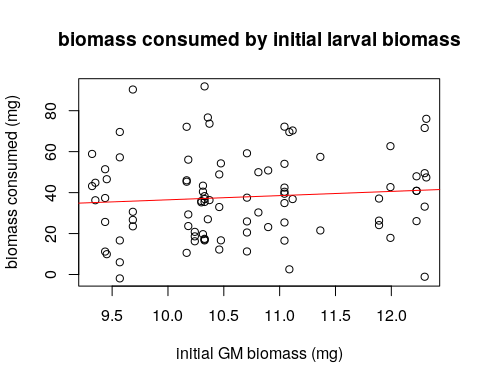 biomass consumed by initial larval biomass
biomass consumed (mg)
80
60
40
20
0
9.5 10.0 10.5 11.0 11.5 12.0
initial GM biomass (mg)